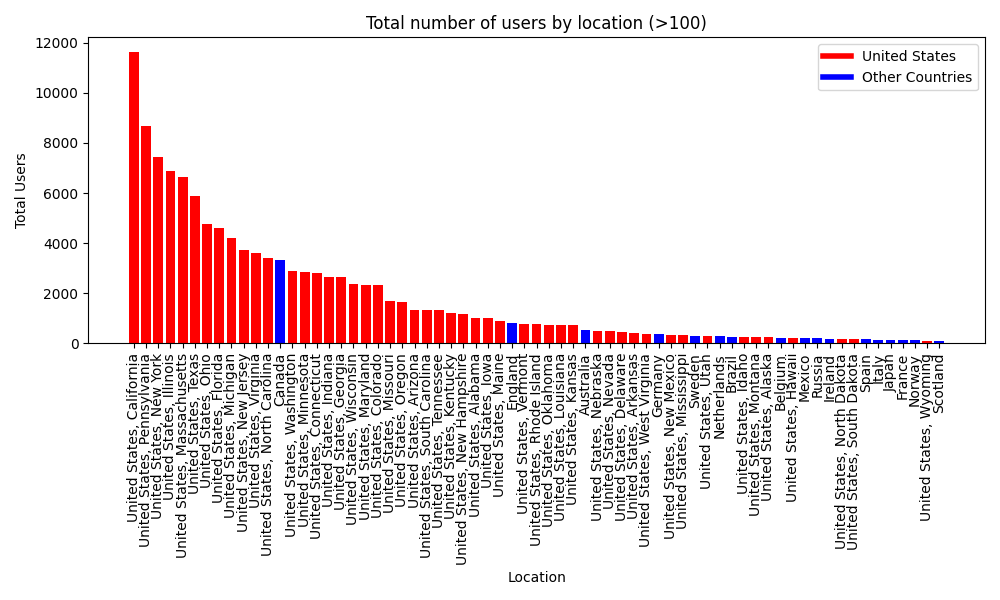 Total number of users by location (>100)
Total Users
12000
10000
8000
6000
4000
2000
0
United States
Other Countries
United States, California
United States, Pennsylvania
United States, New York
United States, Illinois
United States, Massachusetts
United States, Texas
United States, Ohio
United States, Florida
United States, Michigan
United States, New Jersey
United States, Virginia
United States, North Carolina
Canada
United States, Washington
United States, Minnesota
United States, Connecticut
United States, Indiana
United States, Georgia
United States, Wisconsin
United States, Maryland
United States, Colorado
United States, Missouri
United States, Oregon
United States, Arizona
United States, South Carolina
United States, Tennessee
United States, Kentucky
United States, New Hampshire
United States, Alabama
United States, Iowa
United States, Maine
England
United States, Vermont
United States, Rhode Island
United States, Oklahoma
United States, Louisiana
United States, Kansas
Australia
United States, Nebraska
United States, Nevada
United States, Delaware
United States, Arkansas
United States, West Virginia
Germany
United States, New Mexico
United States, Mississippi
Sweden
United States, Utah
Netherlands
Brazil
United States, Idaho
United States, Montana
United States, Alaska
Belgium
United States, Hawaii
Mexico
Russia
Ireland
United States, North Dakota
United States, South Dakota
Spain
Italy
Japan
France
Norway
United States, Wyoming
Scotland
Location